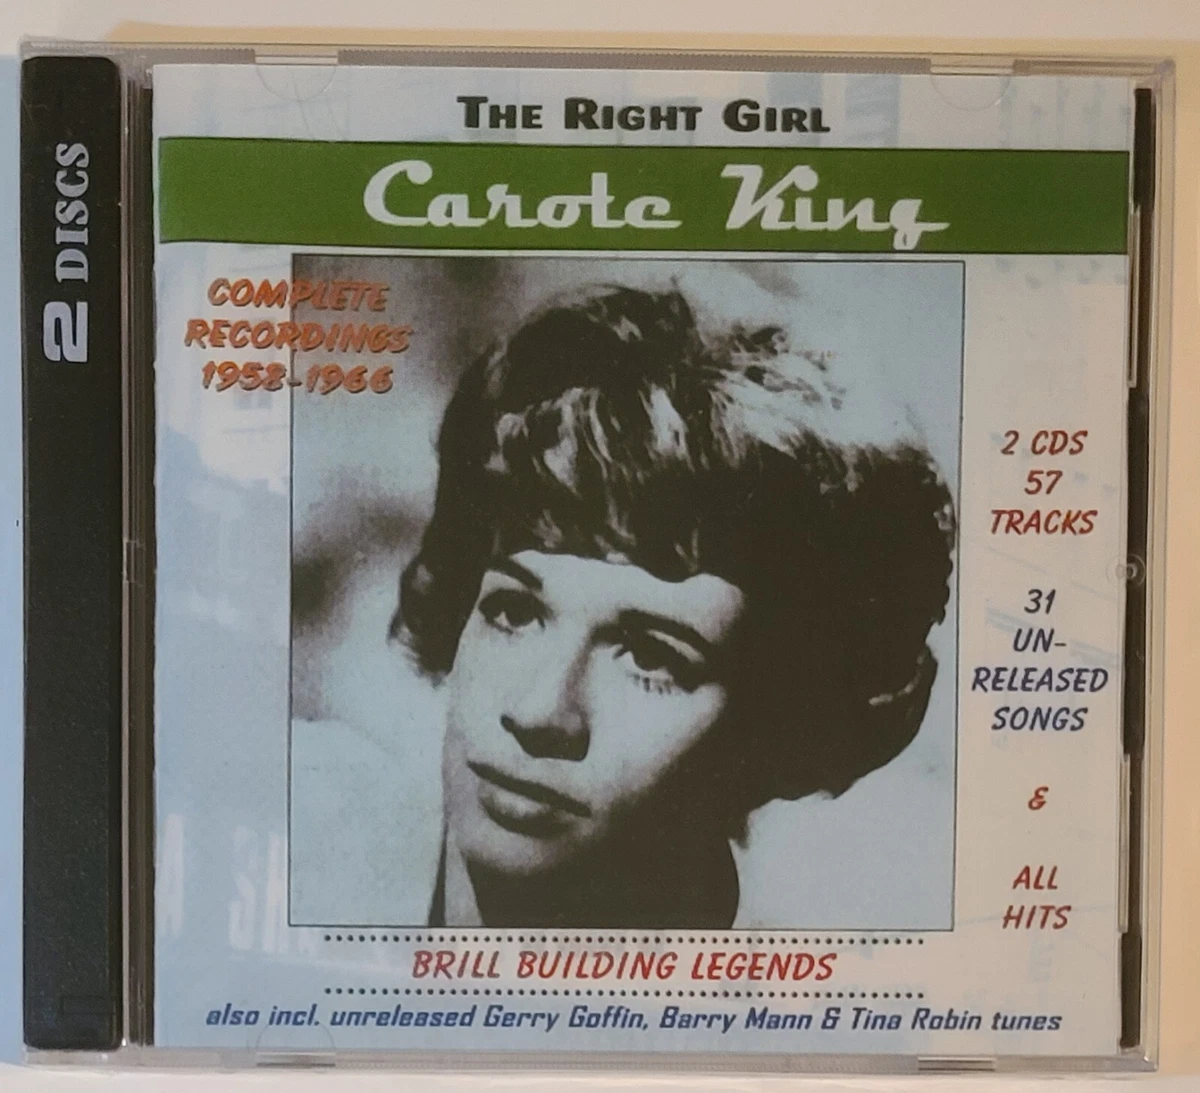 2 DISCS
THE RIGHT GIRL
Carole King
COMPLETE
RECORDINGS
1958-1966
2 CDS
57
TRACKS
31
UN-
RELEASED
SONGS
&
ALL
HITS
BRILL BUILDING LEGENDS
also incl. unreleased Gerry Goffin, Barry Mann & Tina Robin tunes